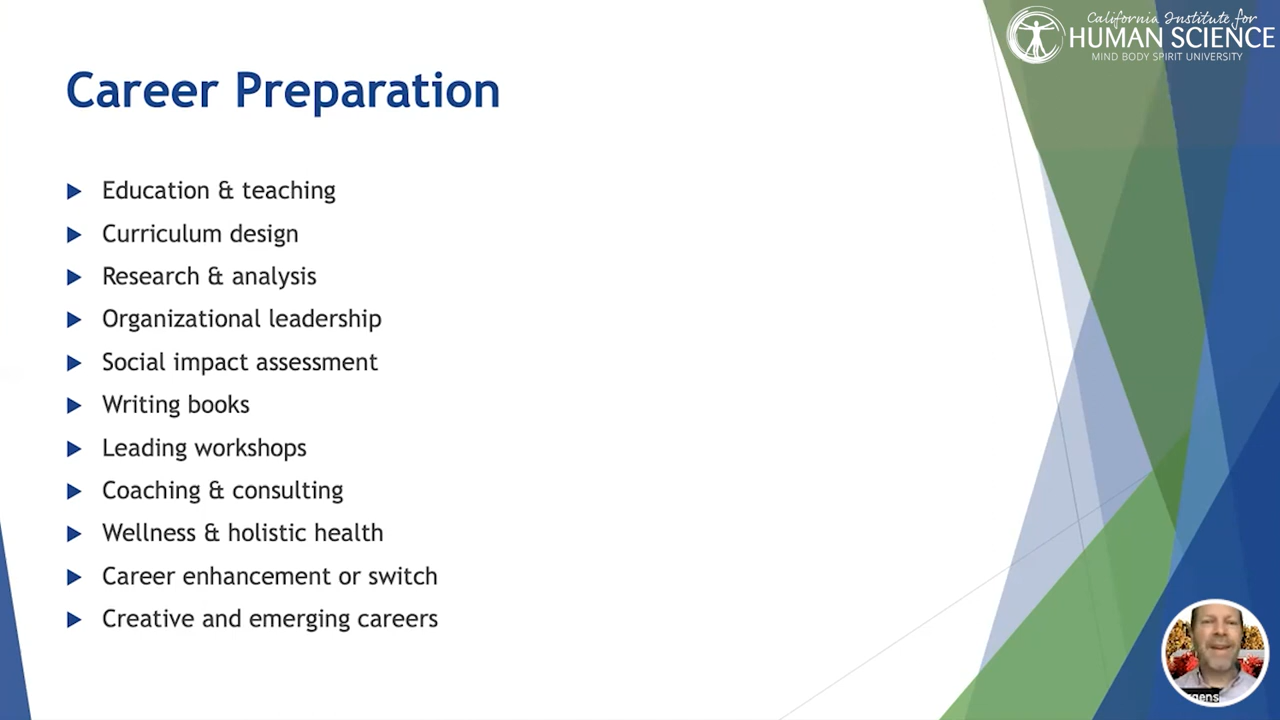 California Institute for
HUMAN SCIENCE
MIND BODY SPIRIT UNIVERSITY
Career Preparation
Education & teaching
Curriculum design
Research & analysis
Organizational leadership
Social impact assessment
Writing books
Leading workshops
Coaching & consulting
Wellness & holistic health
Career enhancement or switch
Creative and emerging careers